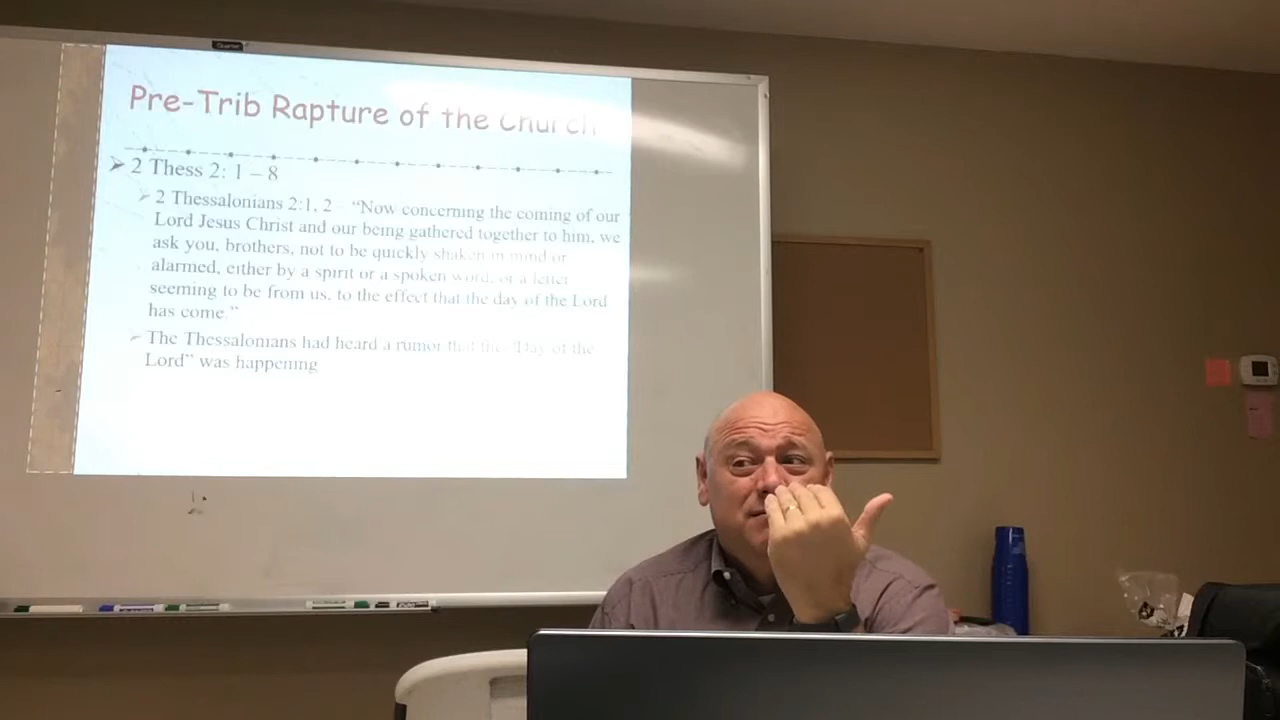 Pre-Trib Rapture of the Church
2 Thess 2: 1 – 8
2 Thessalonians 2:1, 2 – “Now concerning the coming of our
Lord Jesus Christ and our being gathered together to him, we
ask you, brothers, not to be quickly shaken in mind or
alarmed, either by a spirit or a spoken word, or a letter
seeming to be from us, to the effect that the day of the Lord
has come.”
The Thessalonians had heard a rumor that the “Day of the
Lord” was happening